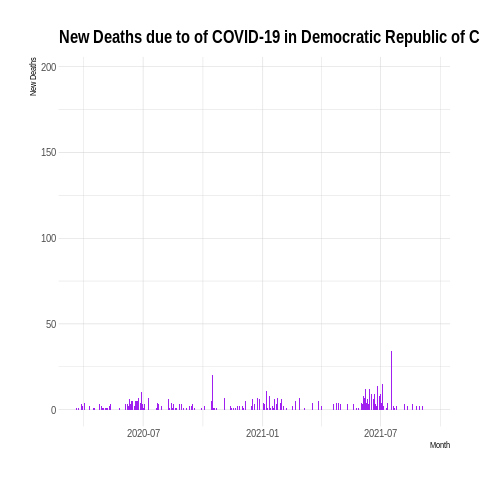 New Deaths due to of COVID-19 in Democratic Republic of C
New Deaths
200
150
100
50
0
2020-07 2021-01 2021-07
Month